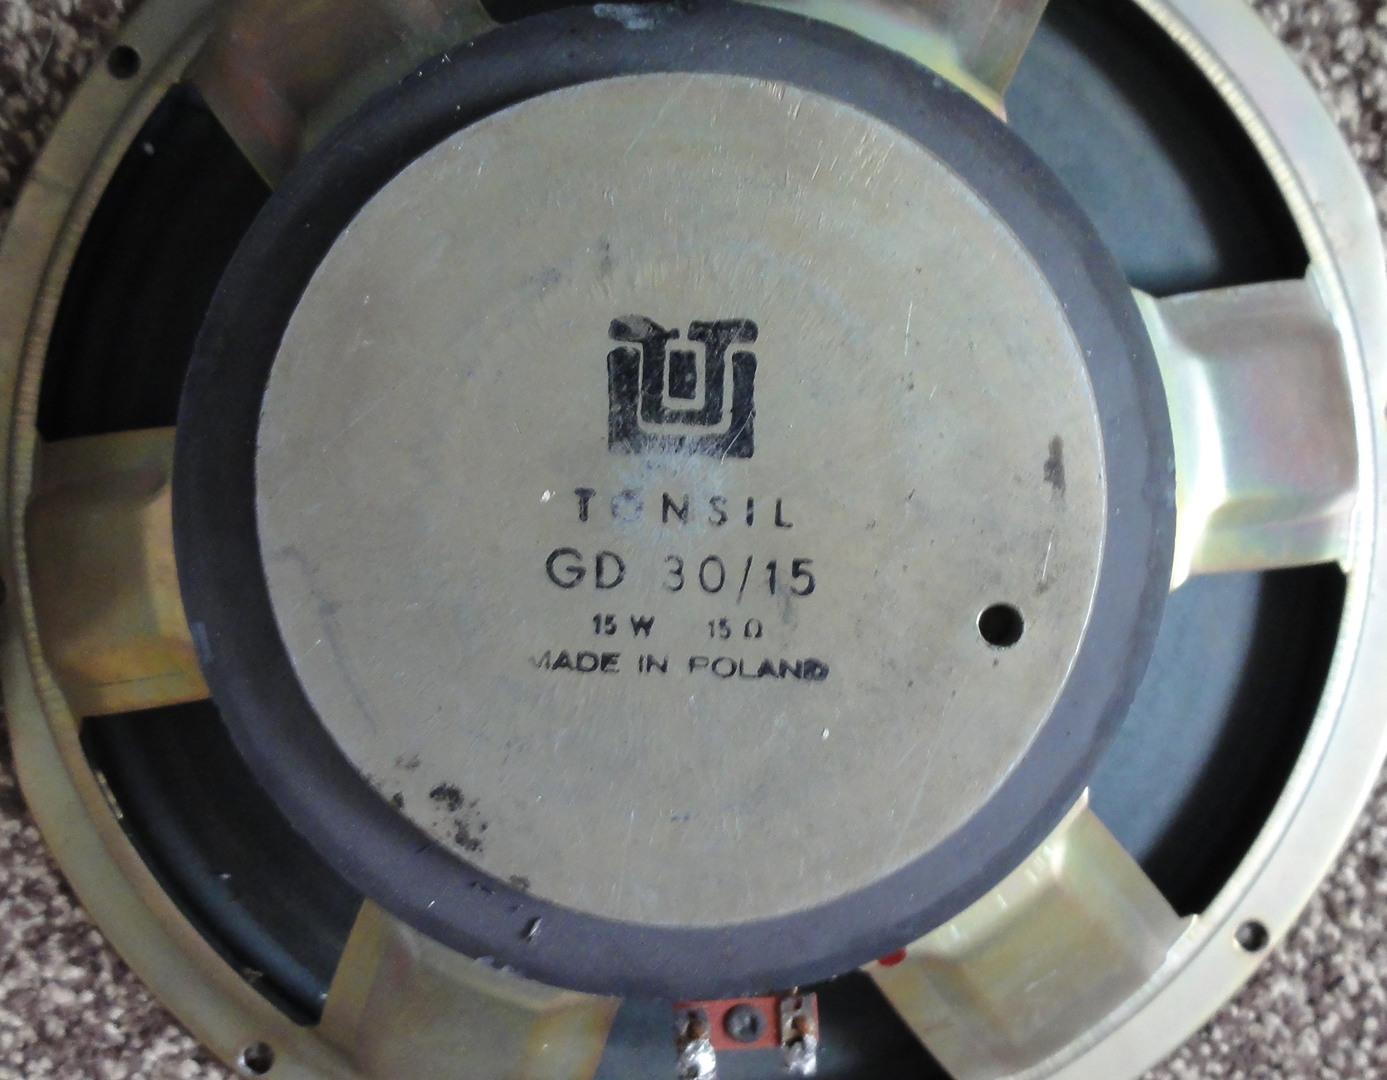 TONSIL
GD 30/15
15 W 15 Ω
MADE IN POLAND